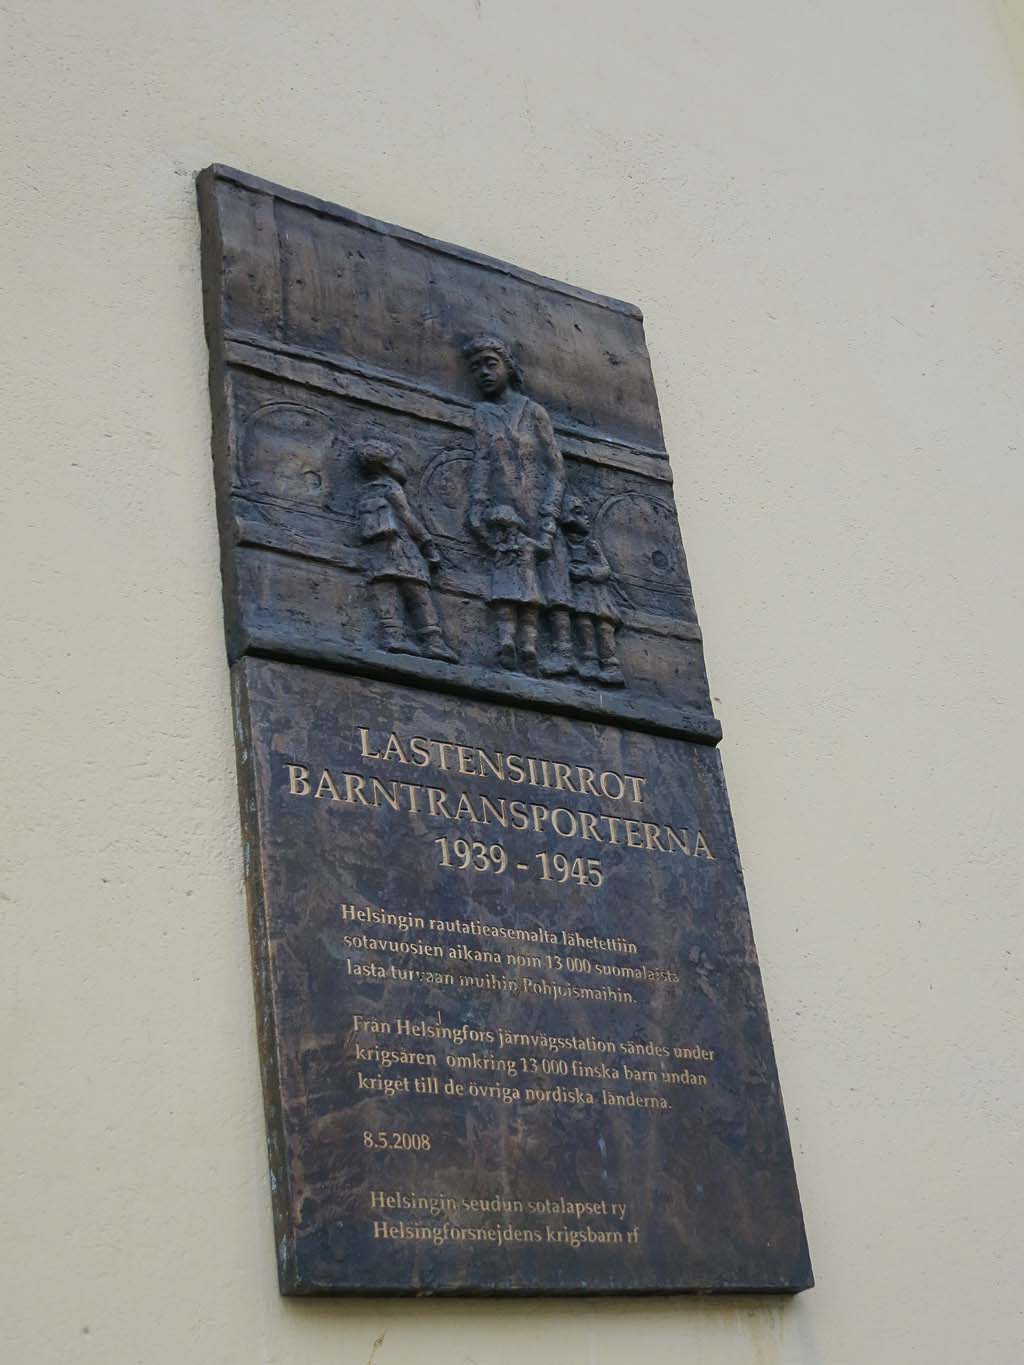 LASTENSIIRROT
BARNTRANSPORTERNA
1939 - 1945
Helsingin rautatieasemalta lähetettiin
sotavuosien aikana noin 13 000 suomalaista
lasta turvaan muihin Pohjoismaihin.
Från Helsingfors järnvägsstation sändes under
krigsåren omkring 13 000 finska barn undan
kriget till de övriga nordiska länderna.
8.5.2008
Helsingin seudun sotalapset ry
Helsingforsnejdens krigsbarn rf